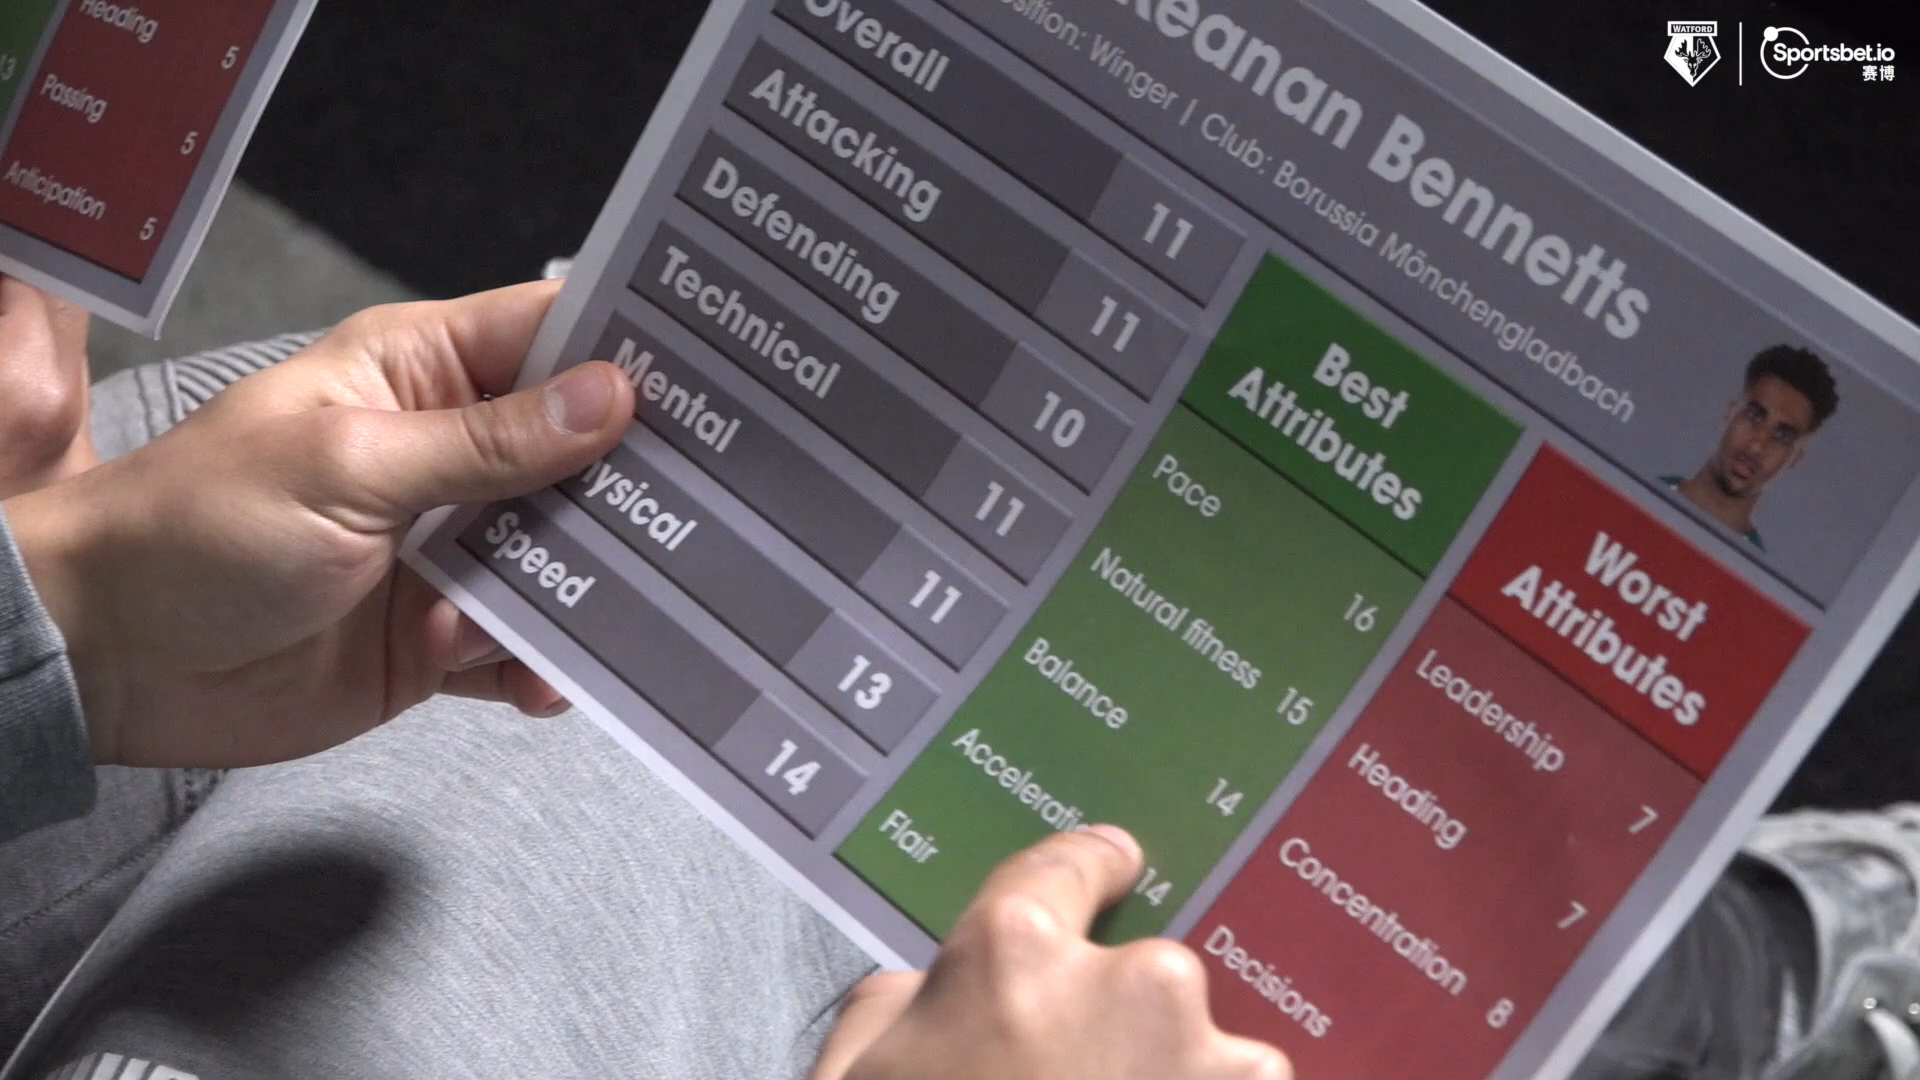 WATFORD
Sportsbet.io
赛博
Heading 5
Passing 5
Anticipation 5
13
Keanan Bennetts
Position: Winger | Club: Borussia Mönchengladbach
Overall 11
Attacking 11
Defending 10
Technical 11
Mental 11
Physical 13
Speed 14
Best
Attributes
Pace 16
Natural fitness 15
Balance 14
Acceleration 14
Flair
Worst
Attributes
Leadership 7
Heading 7
Concentration 8
Decisions